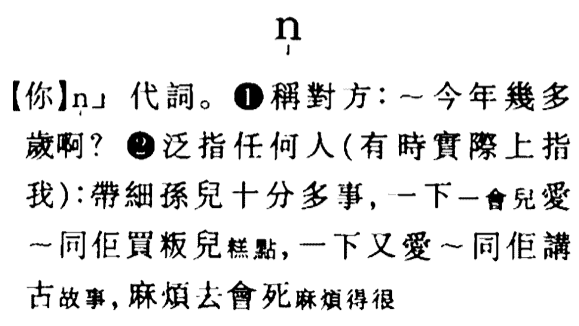 n̩
【你】n̩˩ 代詞。❶稱對方：～今年幾多
歲啊？❷泛指任何人(有時實際上指
我)：帶細孫兒十分多事，一下一會兒愛
～同佢買粄兒糕點，一下又愛～同佢講
古故事，麻煩去會死麻煩得很